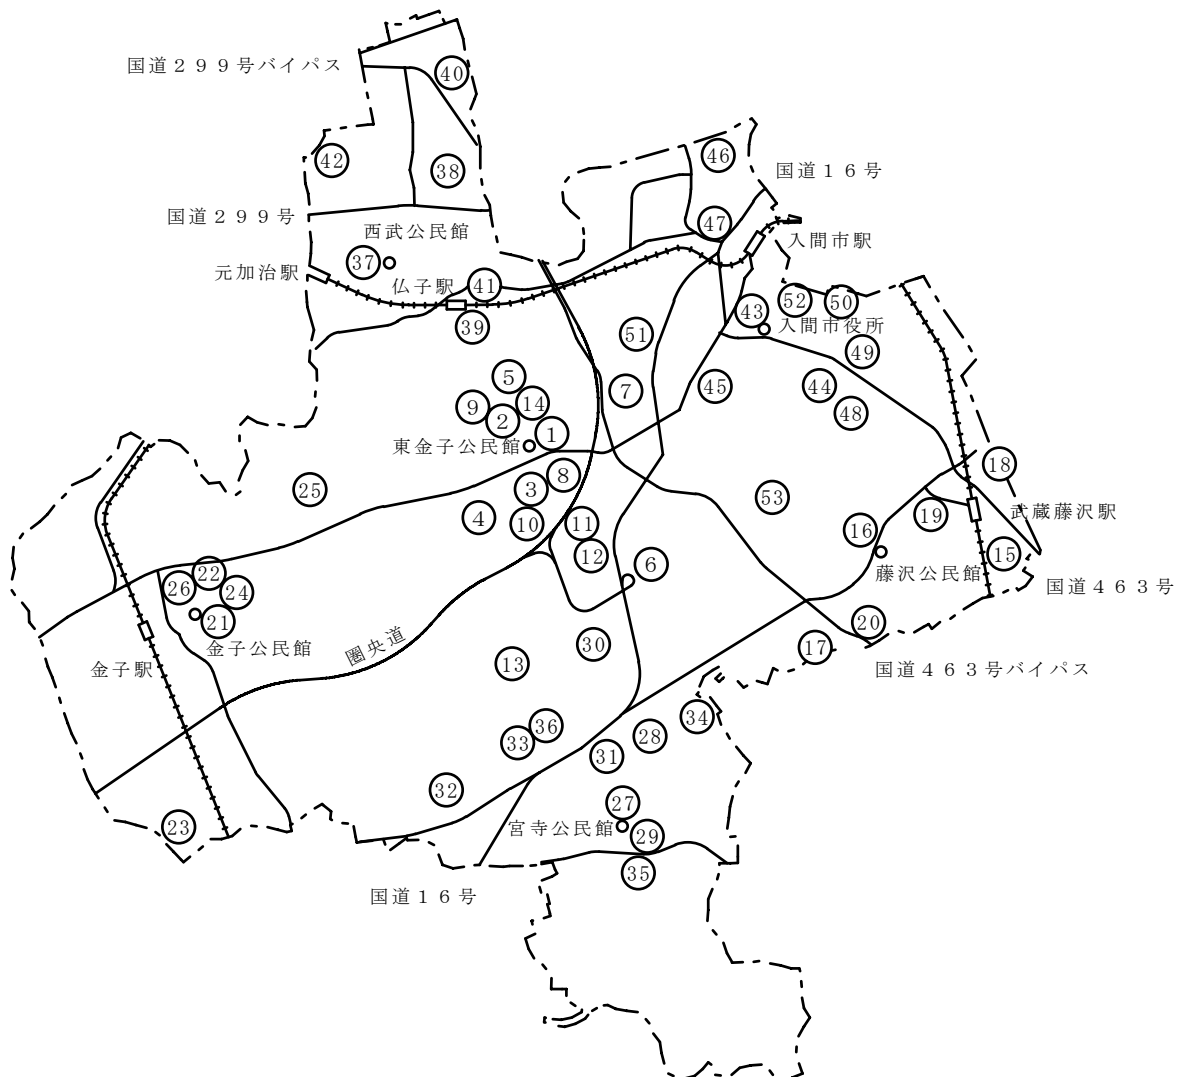 国道２９９号バイパス
㊵
㊻
㊷
㊳
国道１６号
国道２９９号
㊼
西武公民館
入間市駅
㊲
元加治駅
仏子駅
㊶
52
㊿
㊸
㊴
入間市役所
51
㊾
⑤
⑦
㊺
㊹
⑨
⑭
②
㊽
①
東金子公民館
⑱
⑧
㉕
③
53
武蔵藤沢駅
④
⑩
⑪
⑯
⑲
⑫
⑥
⑮
藤沢公民館
国道４６３号
㉖
㉒
㉔
㉑
金子公民館
⑳
圏央道
㉚
⑰
金子駅
⑬
国道４６３号バイパス
㉞
㊱
㉝
㉘
㉛
㉜
㉗
㉓
宮寺公民館
㉙
㉟
国道１６号